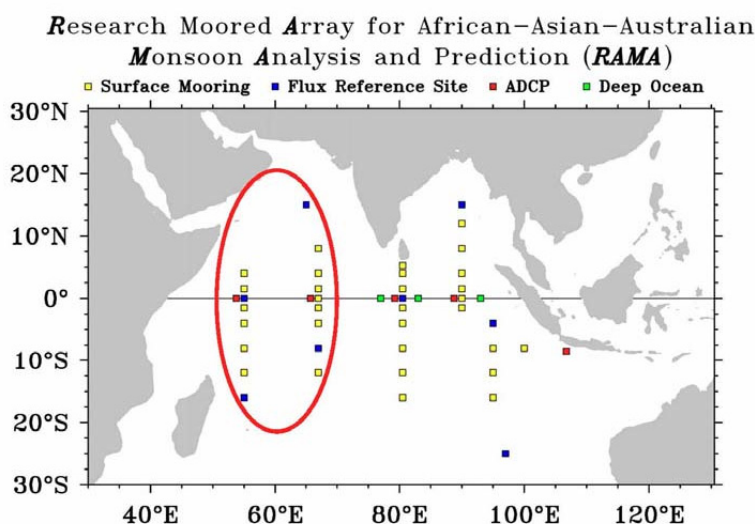 Research Moored Array for African-Asian-Australian
Monsoon Analysis and Prediction (RAMA)
Surface Mooring Flux Reference Site ADCP Deep Ocean
30°N
20°N
10°N
0°
10°S
20°S
30°S
40°E 60°E 80°E 100°E 120°E